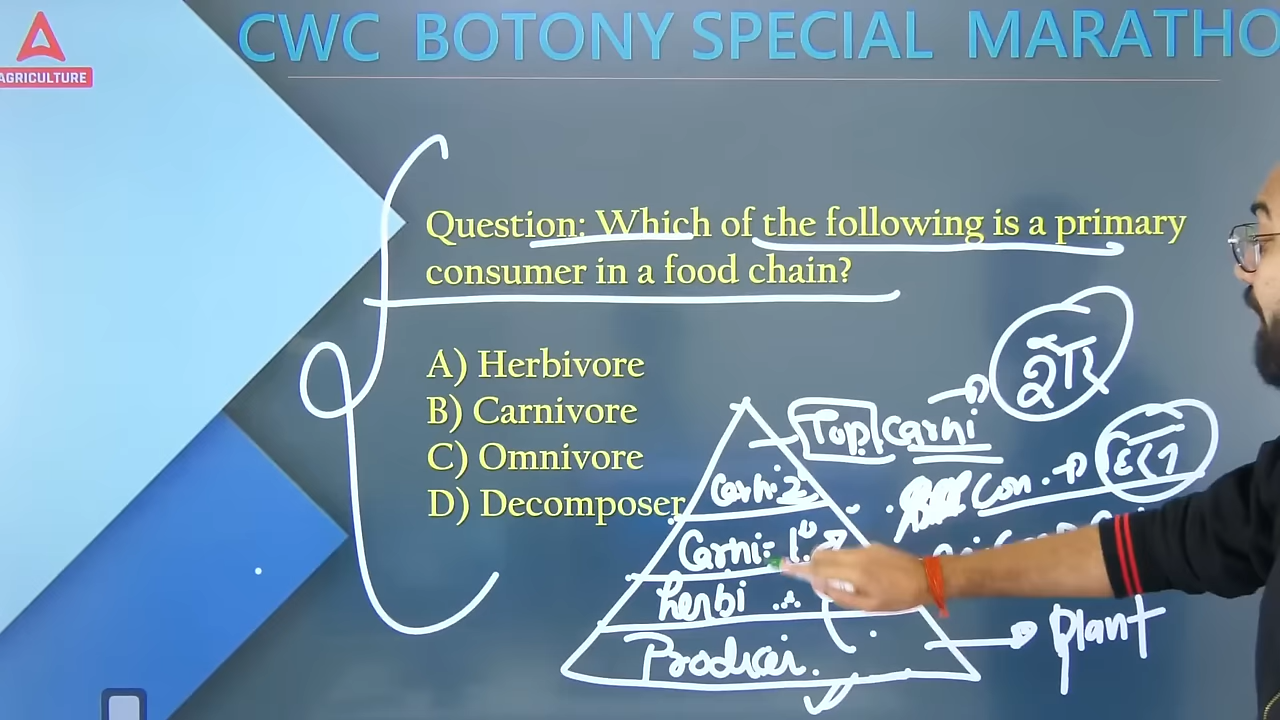 CWC BOTONY SPECIAL MARATHO
AGRICULTURE
Question: Which of the following is a primary
consumer in a food chain?
A) Herbivore
B) Carnivore
C) Omnivore
D) Decomposer
Top Carni → शेर
Carni 2
Con. →
Carni- 1
herbi
Producer.
→ Plant